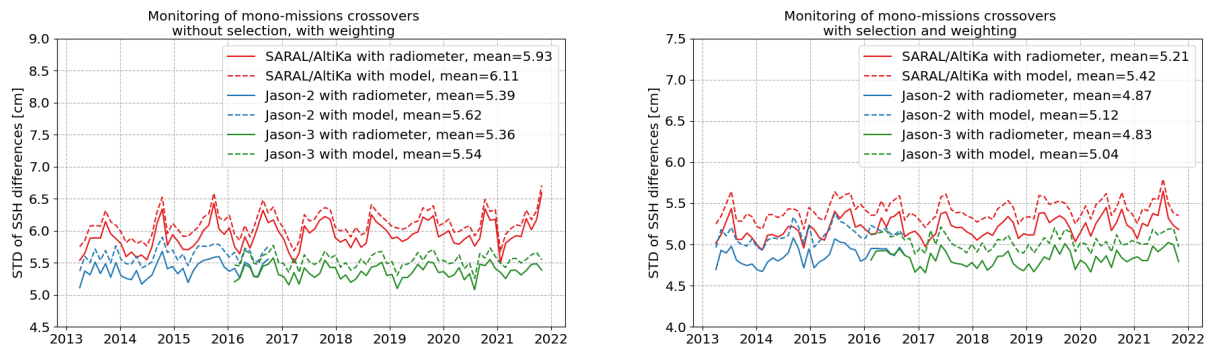 Monitoring of mono-missions crossovers
without selection, with weighting
STD of SSH differences [cm]
9.0
8.5
8.0
7.5
7.0
6.5
6.0
5.5
5.0
4.5
SARAL/AltiKa with radiometer, mean=5.93
SARAL/AltiKa with model, mean=6.11
Jason-2 with radiometer, mean=5.39
Jason-2 with model, mean=5.62
Jason-3 with radiometer, mean=5.36
Jason-3 with model, mean=5.54
2013 2014 2015 2016 2017 2018 2019 2020 2021 2022
Monitoring of mono-missions crossovers
with selection and weighting
STD of SSH differences [cm]
7.5
7.0
6.5
6.0
5.5
5.0
4.5
4.0
SARAL/AltiKa with radiometer, mean=5.21
SARAL/AltiKa with model, mean=5.42
Jason-2 with radiometer, mean=4.87
Jason-2 with model, mean=5.12
Jason-3 with radiometer, mean=4.83
Jason-3 with model, mean=5.04
2013 2014 2015 2016 2017 2018 2019 2020 2021 2022